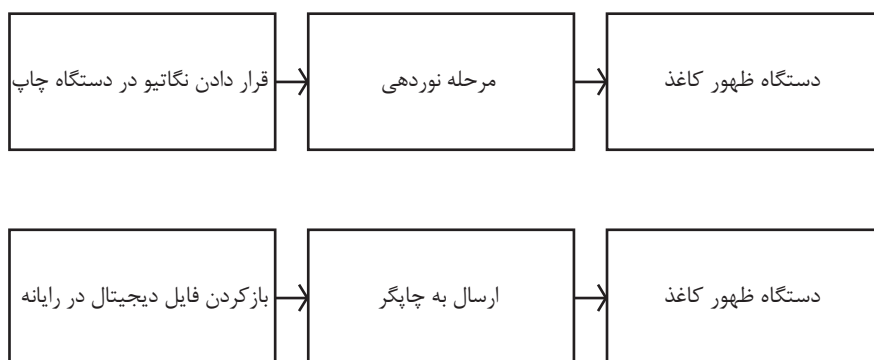 قرار دادن نگاتیو در دستگاه چاپ
مرحله نوردهی
دستگاه ظهور کاغذ
بازکردن فایل دیجیتال در رایانه
ارسال به چاپگر
دستگاه ظهور کاغذ